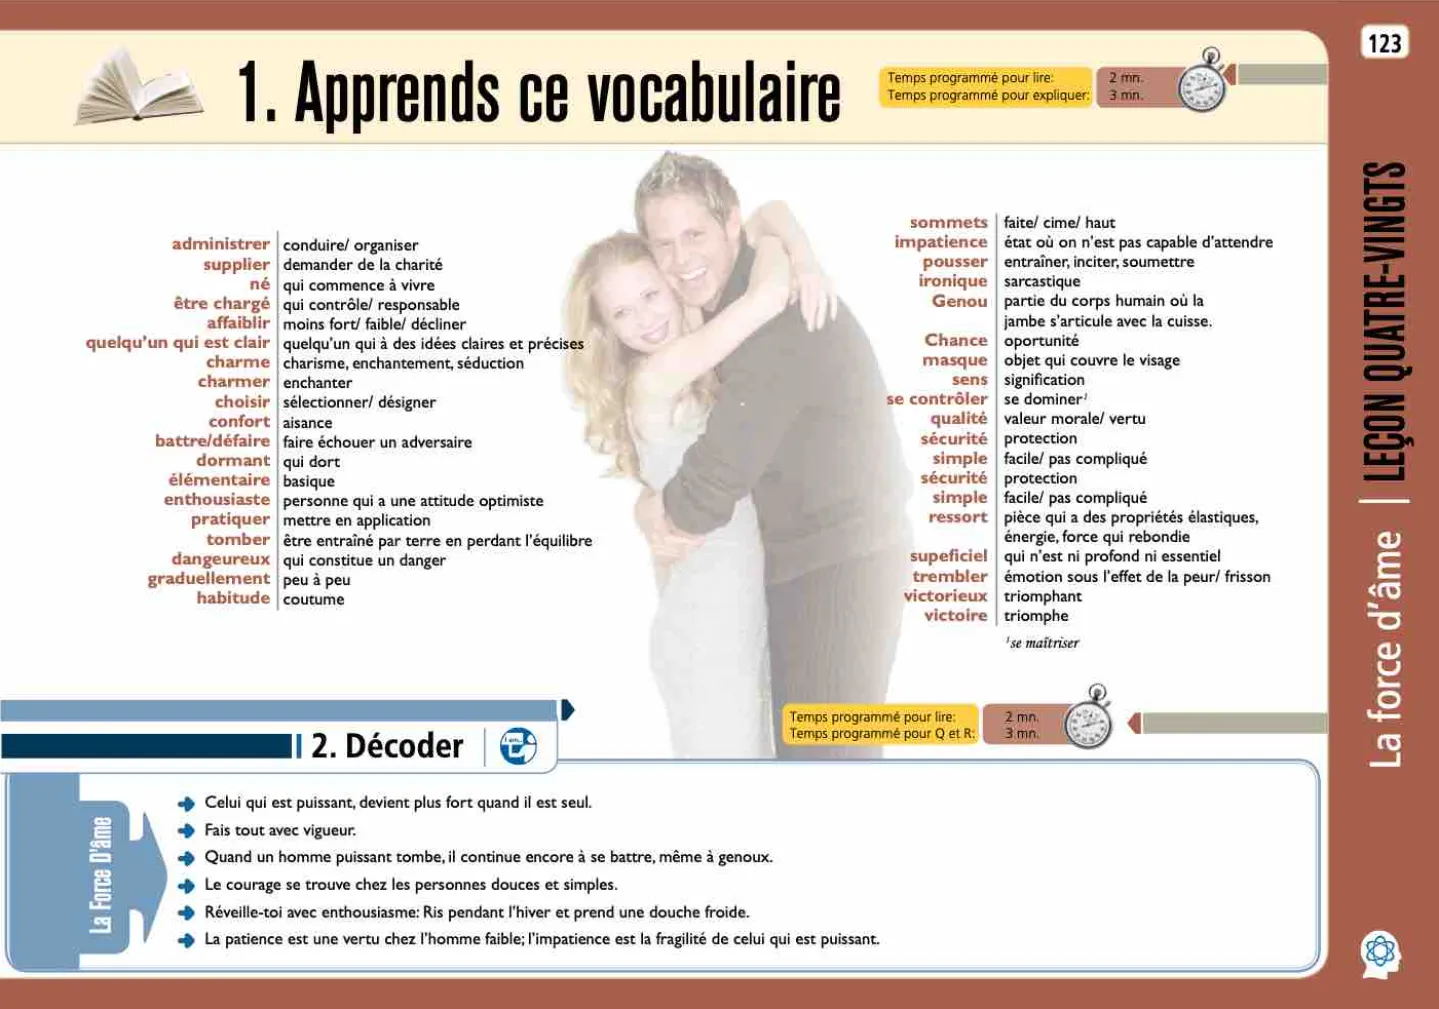 123
1. Apprends ce vocabulaire
Temps programmé pour lire: 2 mn.
Temps programmé pour expliquer: 3 mn.
administrer conduire/ organiser
supplier demander de la charité
né qui commence à vivre
être chargé qui contrôle/ responsable
affaiblir moins fort/ faible/ décliner
quelqu'un qui est clair quelqu'un qui à des idées claires et précises
charme charisme, enchantement, séduction
charmer enchanter
choisir sélectionner/ désigner
confort aisance
battre/défaire faire échouer un adversaire
dormant qui dort
élémentaire basique
enthousiaste personne qui a une attitude optimiste
pratiquer mettre en application
tomber être entraîné par terre en perdant l'équilibre
dangeureux qui constitue un danger
graduellement peu à peu
habitude coutume
sommets faite/ cime/ haut
impatience état où on n'est pas capable d'attendre
pousser entraîner, inciter, soumettre
ironique sarcastique
Genou partie du corps humain où la
jambe s'articule avec la cuisse.
Chance oportunité
masque objet qui couvre le visage
sens signification
se contrôler se dominer¹
qualité valeur morale/ vertu
sécurité protection
simple facile/ pas compliqué
sécurité protection
simple facile/ pas compliqué
ressort pièce qui a des propriétés élastiques,
énergie, force qui rebondie
supeficiel qui n'est ni profond ni essentiel
trembler émotion sous l'effet de la peur/ frisson
victorieux triomphant
victoire triomphe
¹se maîtriser
LEÇON QUATRE-VINGTS
La force d'âme
2. Décoder
Temps programmé pour lire: 2 mn.
Temps programmé pour Q et R: 3 mn.
La Force D'âme
Celui qui est puissant, devient plus fort quand il est seul.
Fais tout avec vigueur.
Quand un homme puissant tombe, il continue encore à se battre, même à genoux.
Le courage se trouve chez les personnes douces et simples.
Réveille-toi avec enthousiasme: Ris pendant l'hiver et prend une douche froide.
La patience est une vertu chez l'homme faible; l'impatience est la fragilité de celui qui est puissant.